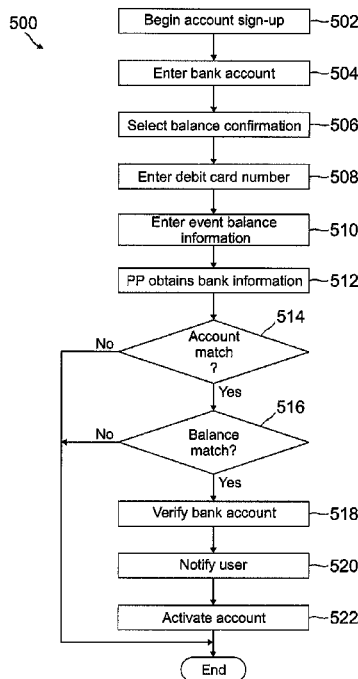 500
Begin account sign-up 502
Enter bank account 504
Select balance confirmation 506
Enter debit card number 508
Enter event balance
information 510
PP obtains bank information 512
514
No
Account
match
?
Yes
516
No
Balance
match?
Yes
Verify bank account 518
Notify user 520
Activate account 522
End